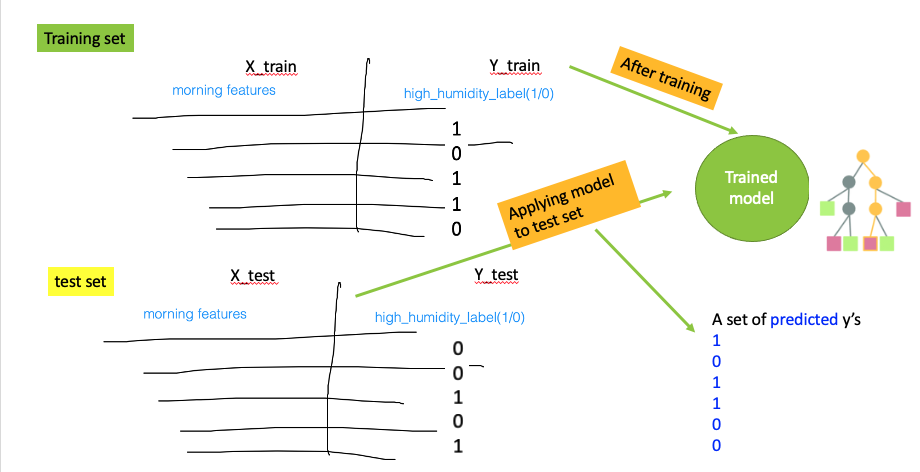 Training set
X_train
Y_train
morning features
high_humidity_label(1/0)
1
0
1
1
0
After training
Trained
model
Applying model
to test set
test set
X_test
Y_test
morning features
high_humidity_label(1/0)
0
0
1
0
1
A set of predicted y's
1
0
1
1
0
0